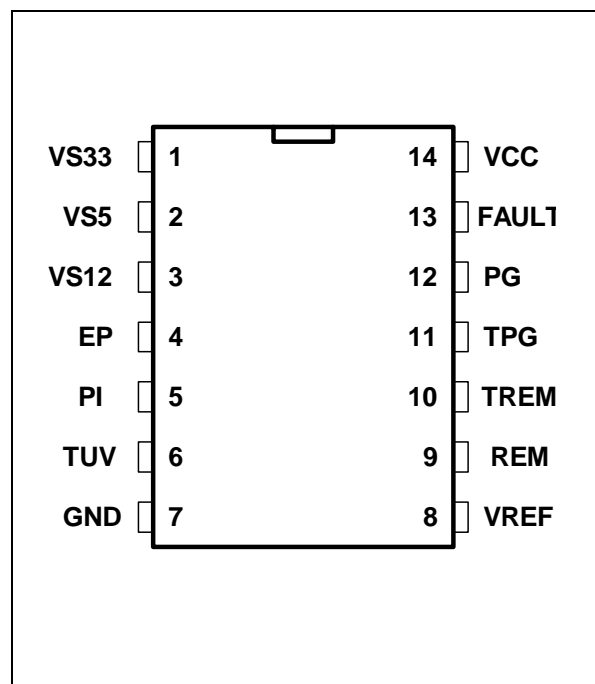 VS33 1 14 VCC
VS5 2 13 FAULT
VS12 3 12 PG
EP 4 11 TPG
PI 5 10 TREM
TUV 6 9 REM
GND 7 8 VREF